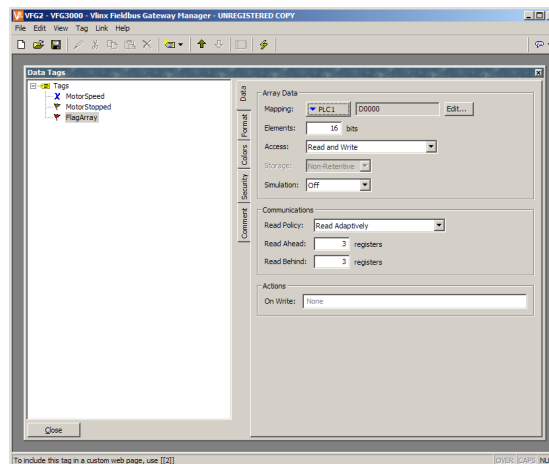 VFG2 - VFG3000 - Vlinx Fieldbus Gateway Manager - UNREGISTERED COPY
File Edit View Tag Link Help
Data Tags
Tags
MotorSpeed
MotorStopped
FlagArray
Data
Format
Colors
Security
Comment
Array Data
Mapping: PLC1 D0000 Edit...
Elements: 16 bits
Access: Read and Write
Storage: Non-Retentive
Simulation: Off
Communications
Read Policy: Read Adaptively
Read Ahead: 3 registers
Read Behind: 3 registers
Actions
On Write: None
Close
To include this tag in a custom web page, use [[2]]
OVER CAPS NU